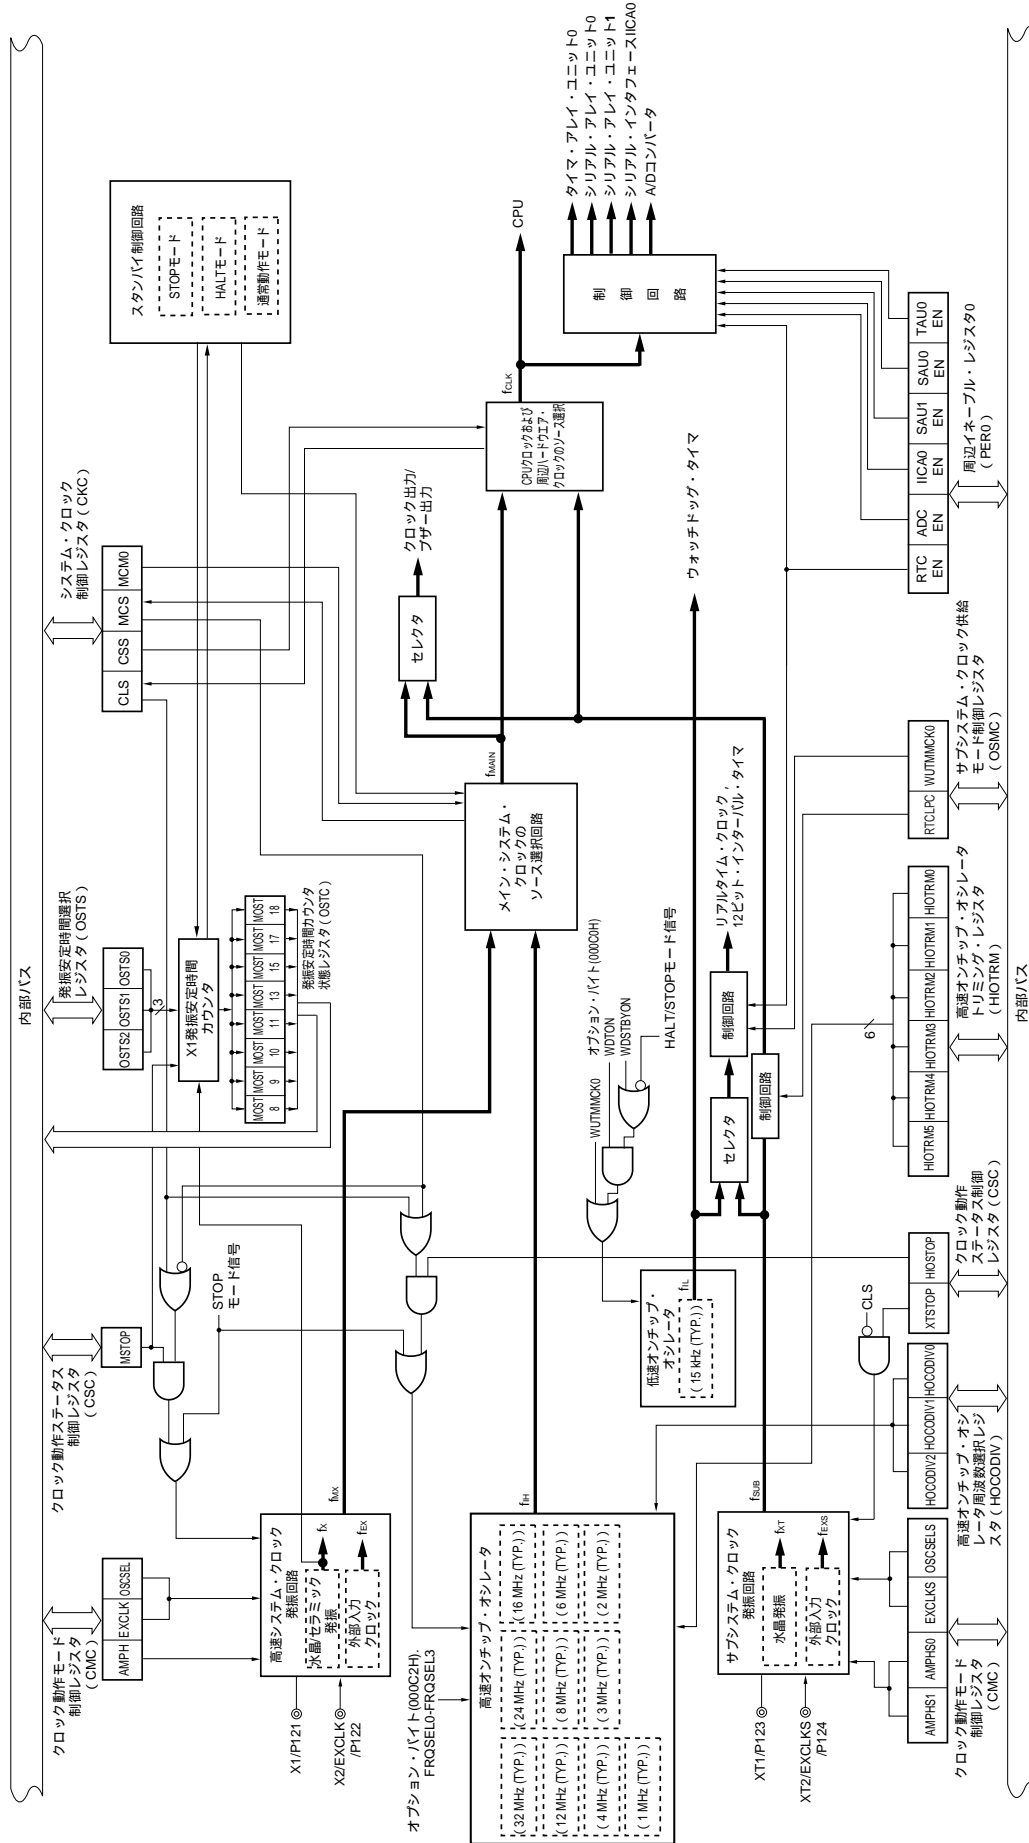 内部バス
クロック動作モード
制御レジスタ(CMC)
AMPH
EXCLK
OSCSEL
クロック動作ステータス
制御レジスタ
(CSC)
MSTOP
発振安定時間選択
レジスタ(OSTS)
OSTS2
OSTS1
OSTS0
3
X1発振安定時間
カウンタ
MOST
8
MOST
9
MOST
10
MOST
11
MOST
13
MOST
15
MOST
17
MOST
18
発振安定時間カウンタ
状態レジスタ(OSTC)
システム・クロック
制御レジスタ(CKC)
CLS
CSS
MCS
MCM0
スタンバイ制御回路
STOPモード
HALTモード
通常動作モード
STOP
モード信号
X1/P121
X2/EXCLK
/P122
高速システム・クロック
発振回路
水晶/セラミック
発振
fX
外部入力
クロック
fEX
fMX
オプション・バイト(000C2H).
FRQSEL0-FRQSEL3
高速オンチップ・オシレータ
(32 MHz (TYP.))
(24 MHz (TYP.))
(16 MHz (TYP.))
(12 MHz (TYP.))
(8 MHz (TYP.))
(6 MHz (TYP.))
(4 MHz (TYP.))
(3 MHz (TYP.))
(2 MHz (TYP.))
(1 MHz (TYP.))
fIH
メイン・システム・
クロックの
ソース選択回路
fMAIN
セレクタ
クロック出力/
ブザー出力
CPUクロックおよび
周辺ハードウエア・
クロックのソース選択
fCLK
CPU
制御回路
タイマ・アレイ・ユニット0
シリアル・アレイ・ユニット0
シリアル・アレイ・ユニット1
シリアル・インタフェースIICA0
A/Dコンバータ
オプション・バイト(000C0H)
WDTON
WDSTBYON
WUTMMCK0
HALT/STOPモード信号
低速オンチップ・
オシレータ
(15 kHz (TYP.))
fIL
ウォッチドッグ・タイマ
セレクタ
制御回路
リアルタイム・クロック,
12ビット・インターバル・タイマ
制御回路
XT1/P123
XT2/EXCLKS
/P124
サブシステム・クロック
発振回路
水晶発振
fXT
外部入力
クロック
fEXS
fSUB
CLS
6
AMPHS1
AMPHS0
EXCLKS
OSCSELS
クロック動作モード
制御レジスタ
(CMC)
HOCODIV2
HOCODIV1
HOCODIV0
高速オンチップ・オシ
レータ周波数選択レジ
スタ(HOCODIV)
XTSTOP
HIOSTOP
クロック動作
ステータス制御
レジスタ(CSC)
HIOTRM5
HIOTRM4
HIOTRM3
HIOTRM2
HIOTRM1
HIOTRM0
高速オンチップ・オシレータ
トリミング・レジスタ
(HIOTRM)
RTCLPC
WUTMMCK0
サブシステム・クロック供給
モード制御レジスタ
(OSMC)
RTC
EN
ADC
EN
IICA0
EN
SAU1
EN
SAU0
EN
TAU0
EN
周辺イネーブル・レジスタ0
(PER0)
内部バス